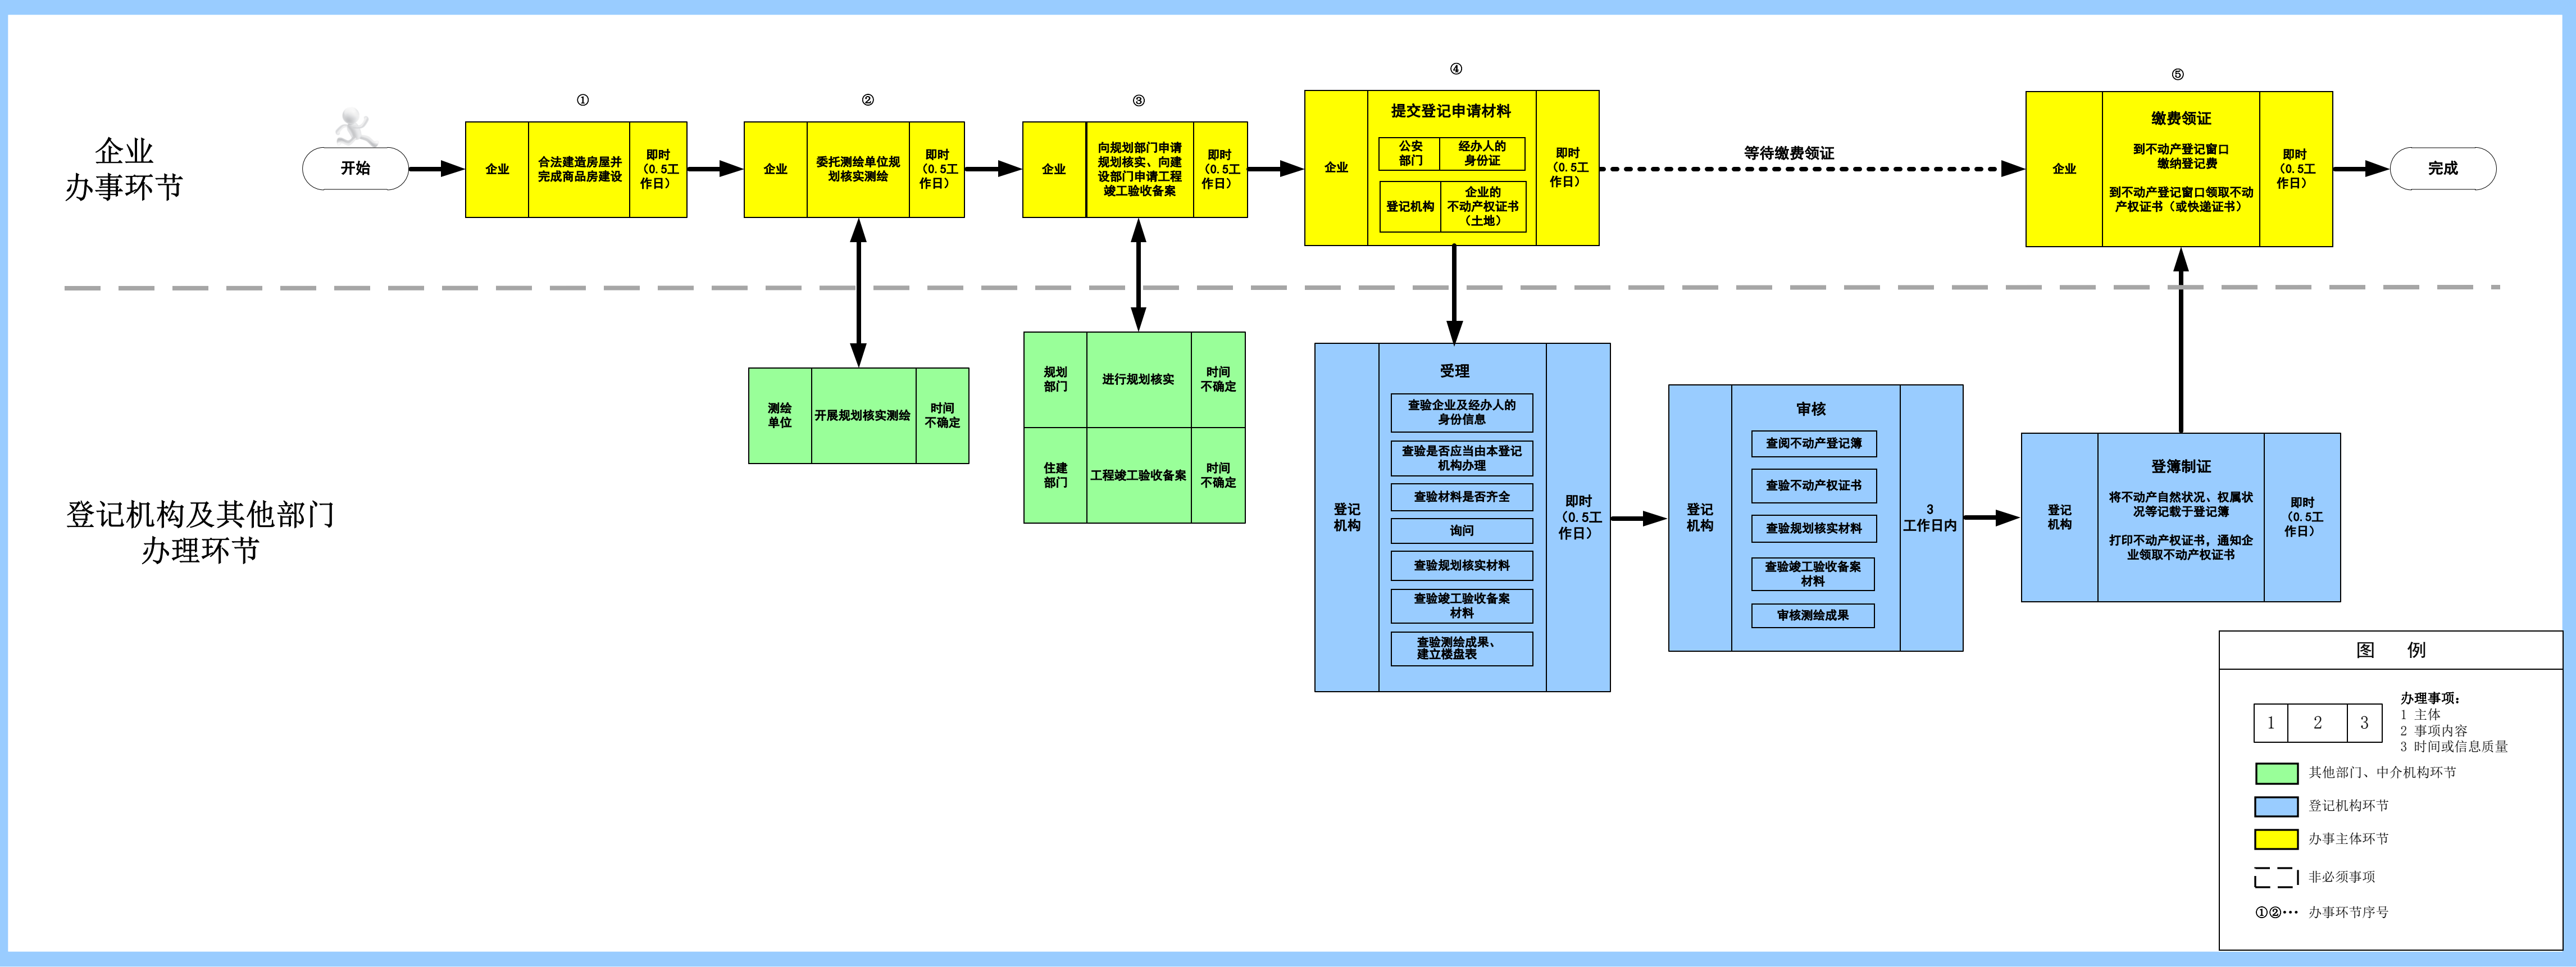 企业
办事环节
开始
①
企业
合法建造房屋并
完成商品房建设
即时
（0.5工
作日）
②
企业
委托测绘单位规
划核实测绘
即时
（0.5工
作日）
③
企业
向规划部门申请
规划核实、向建
设部门申请工程
竣工验收备案
即时
（0.5工
作日）
④
企业
提交登记申请材料
公安
部门
经办人的
身份证
登记机构
企业的
不动产权证书
（土地）
即时
（0.5工
作日）
等待缴费领证
⑤
企业
缴费领证
到不动产登记窗口
缴纳登记费
到不动产登记窗口领取不动
产权证书（或快递证书）
即时
（0.5工
作日）
完成
登记机构及其他部门
办理环节
测绘
单位
开展规划核实测绘
时间
不确定
规划
部门
进行规划核实
时间
不确定
住建
部门
工程竣工验收备案
时间
不确定
登记
机构
受理
查验企业及经办人的
身份信息
查验是否应当由本登记
机构办理
查验材料是否齐全
询问
查验规划核实材料
查验竣工验收备案
材料
查验测绘成果、
建立楼盘表
即时
（0.5工
作日）
登记
机构
审核
查阅不动产登记簿
查验不动产权证书
查验规划核实材料
查验竣工验收备案
材料
审核测绘成果
3
工作日内
登记
机构
登簿制证
将不动产自然状况、权属状
况等记载于登记簿
打印不动产权证书，通知企
业领取不动产权证书
即时
（0.5工
作日）
图 例
1 2 3
办理事项：
1 主体
2 事项内容
3 时间或信息质量
其他部门、中介机构环节
登记机构环节
办事主体环节
非必须事项
①②··· 办事环节序号